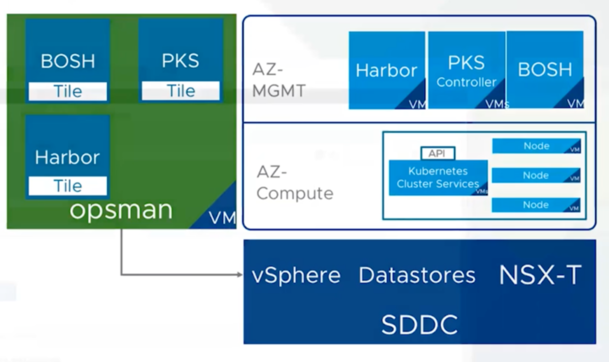 BOSH
Tile
PKS
Tile
Harbor
Tile
opsman
VM
AZ-
MGMT
Harbor
VM
PKS
Controller
VMs
BOSH
VM
AZ-
Compute
API
Kubernetes
Cluster Services
VMs
Node
VM
Node
VM
Node
VM
vSphere Datastores NSX-T
SDDC